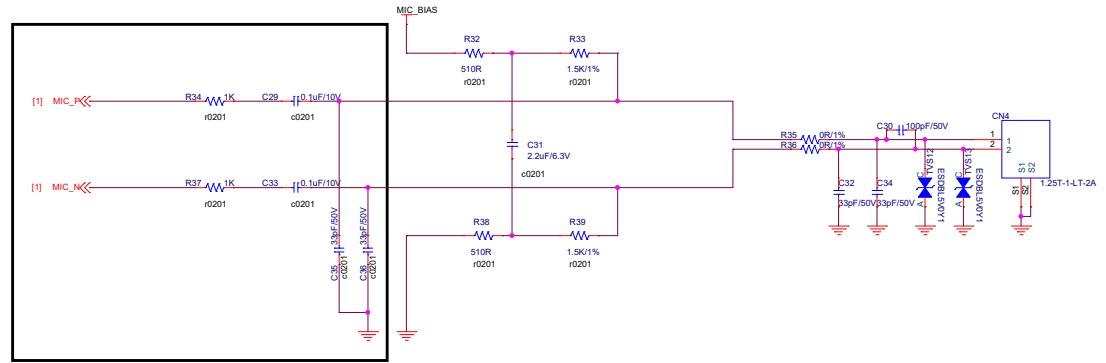 MIC_BIAS
R32
510R
r0201
R33
1.5K/1%
r0201
[1] MIC_P
R34 1K
r0201
C29 0.1uF/10V
c0201
C31
2.2uF/6.3V
c0201
[1] MIC_N
R37 1K
r0201
C33 0.1uF/10V
c0201
C35
33pF/50V
c0201
C36
33pF/50V
c0201
R38
510R
r0201
R39
1.5K/1%
r0201
R35 0R/1%
R36 0R/1%
C30 100pF/50V
C32
33pF/50V
C34
33pF/50V
TVS12
C
A
ESDBL5V0Y1
TVS13
C
A
ESDBL5V0Y1
CN4
1 1
2 2
S1 S2
S1 S2
1.25T-1-LT-2A